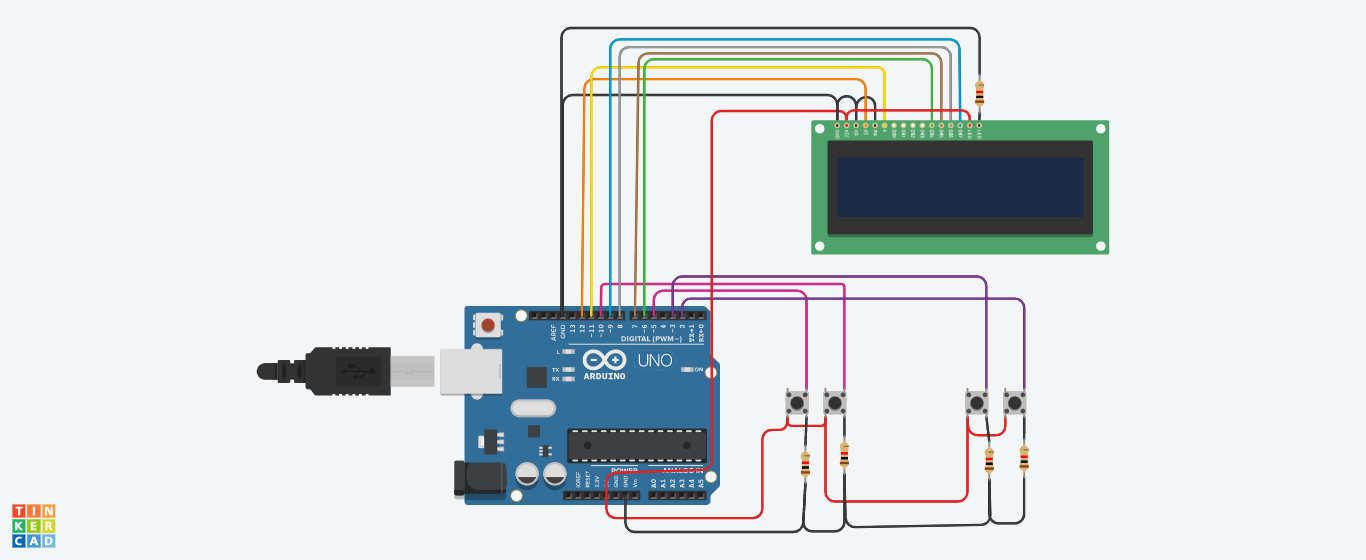 GND
VCC
V0
RS
RW
E
DB0
DB1
DB2
DB3
DB4
DB5
DB6
DB7
LED
LED
AREF
GND
13
12
~11
~10
~9
8
7
~6
~5
4
~3
2
TX→1
RX←0
DIGITAL (PWM~)
L
TX
RX
ARDUINO
UNO
ON
POWER
ANALOG IN
IOREF
RESET
3.3V
GND
GND
Vin
A0
A1
A2
A3
A4
A5
TIN
KER
CAD